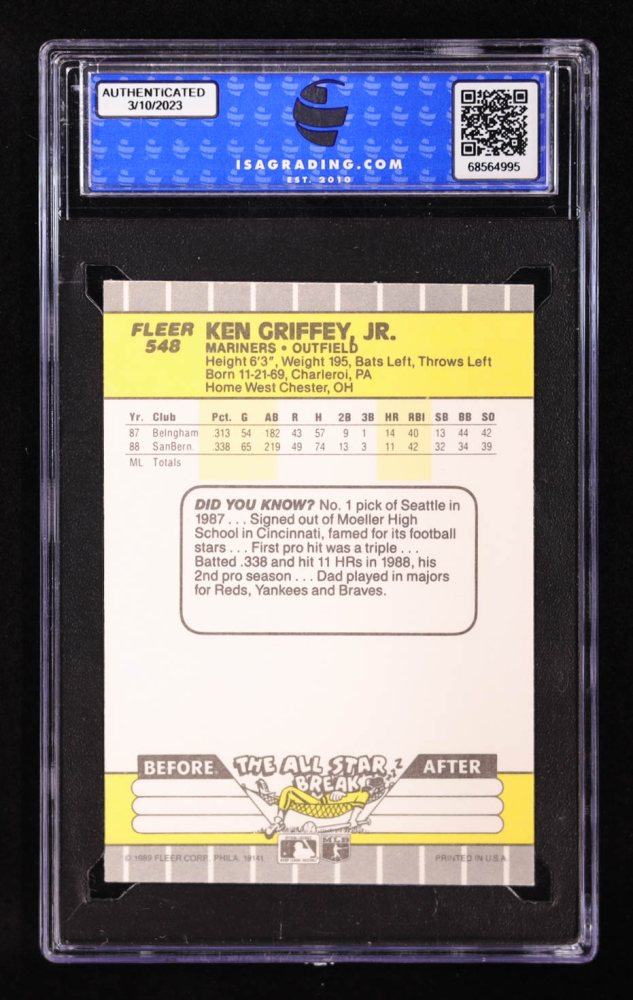 AUTHENTICATED
3/10/2023
ISAGRADING.COM
EST. 2010
68564995
FLEER
548
KEN GRIFFEY, JR.
MARINERS • OUTFIELD
Height 6'3", Weight 195, Bats Left, Throws Left
Born 11-21-69, Charleroi, PA
Home West Chester, OH
Yr. Club Pct. G AB R H 2B 3B HR RBI SB BB SO
87 Belngham .313 54 182 43 57 9 1 14 40 13 44 42
88 SanBern. .338 65 219 49 74 13 3 11 42 32 34 39
ML Totals
DID YOU KNOW? No. 1 pick of Seattle in
1987 . . . Signed out of Moeller High
School in Cincinnati, famed for its football
stars . . . First pro hit was a triple . . .
Batted .338 and hit 11 HRs in 1988, his
2nd pro season . . . Dad played in majors
for Reds, Yankees and Braves.
BEFORE THE ALL STAR BREAK AFTER
Z
MLB
© 1989 FLEER CORP., PHILA. 19141
PRINTED IN U.S.A.